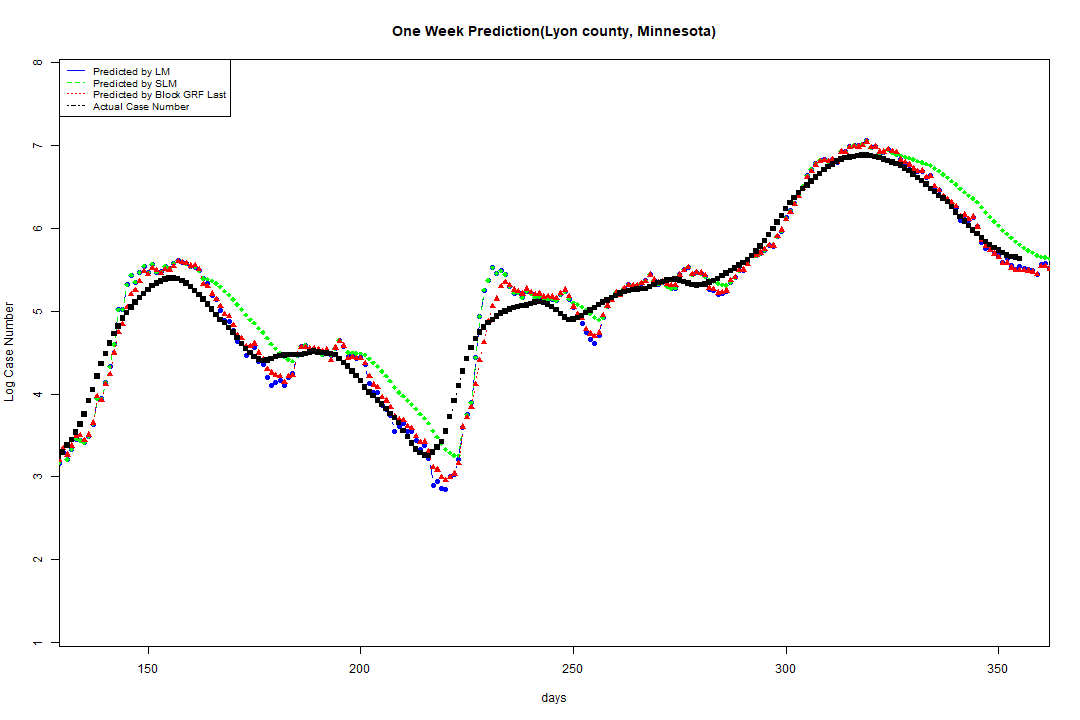 One Week Prediction(Lyon county, Minnesota)
Predicted by LM
Predicted by SLM
Predicted by Block GRF Last
Actual Case Number
Log Case Number
8
7
6
5
4
3
2
1
150
200
250
300
350
days